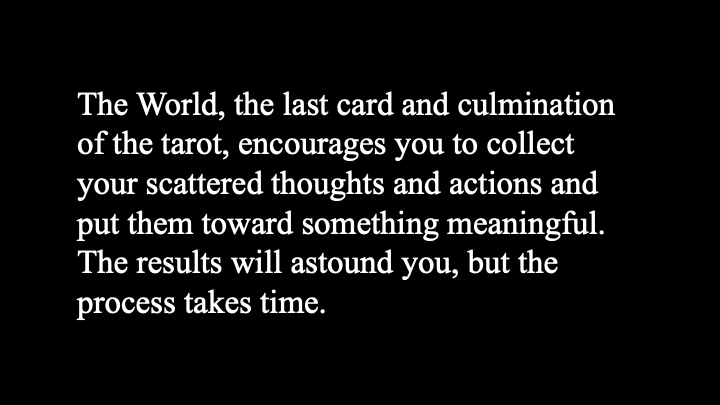 The World, the last card and culmination
of the tarot, encourages you to collect
your scattered thoughts and actions and
put them toward something meaningful.
The results will astound you, but the
process takes time.